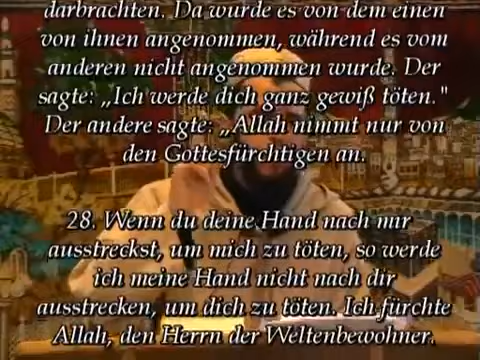 darbrachten. Da wurde es von dem einen
von ihnen angenommen, während es vom
anderen nicht angenommen wurde. Der
sagte: „Ich werde dich ganz gewiß töten."
Der andere sagte: „Allah nimmt nur von
den Gottesfürchtigen an.
28. Wenn du deine Hand nach mir
ausstreckst, um mich zu töten, so werde
ich meine Hand nicht nach dir
ausstrecken, um dich zu töten. Ich fürchte
Allah, den Herrn der Weltenbewohner.